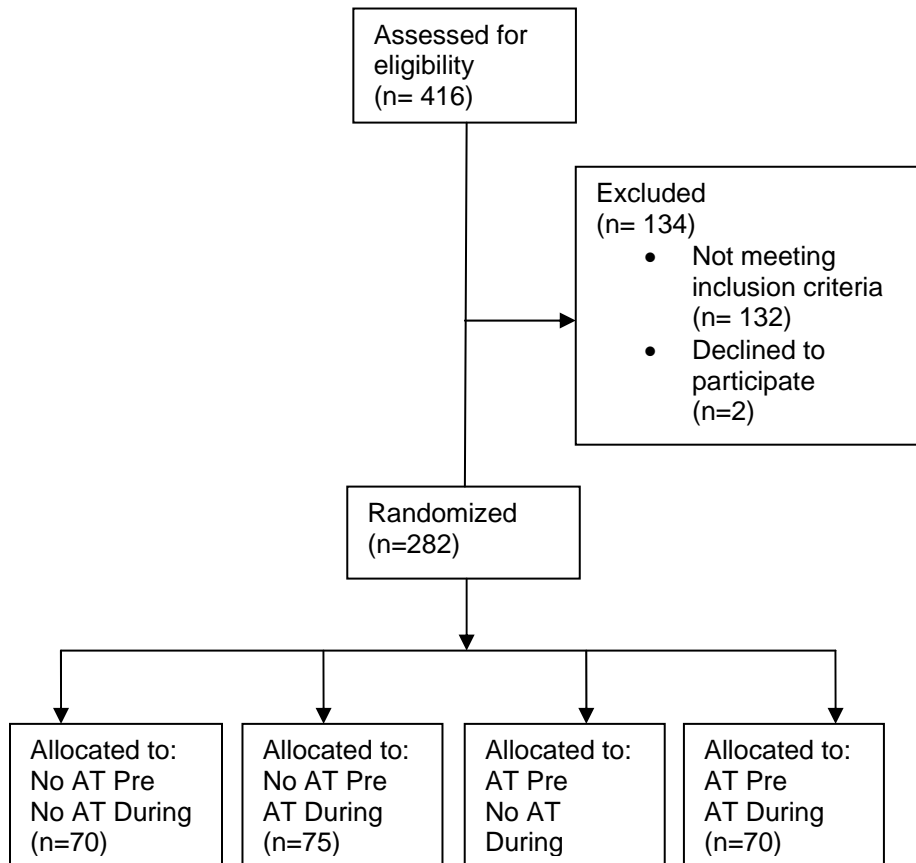 Assessed for
eligibility
(n= 416)
Excluded
(n= 134)
• Not meeting
inclusion criteria
(n= 132)
• Declined to
participate
(n=2)
Randomized
(n=282)
Allocated to:
No AT Pre
No AT During
(n=70)
Allocated to:
No AT Pre
AT During
(n=75)
Allocated to:
AT Pre
No AT
During
Allocated to:
AT Pre
AT During
(n=70)